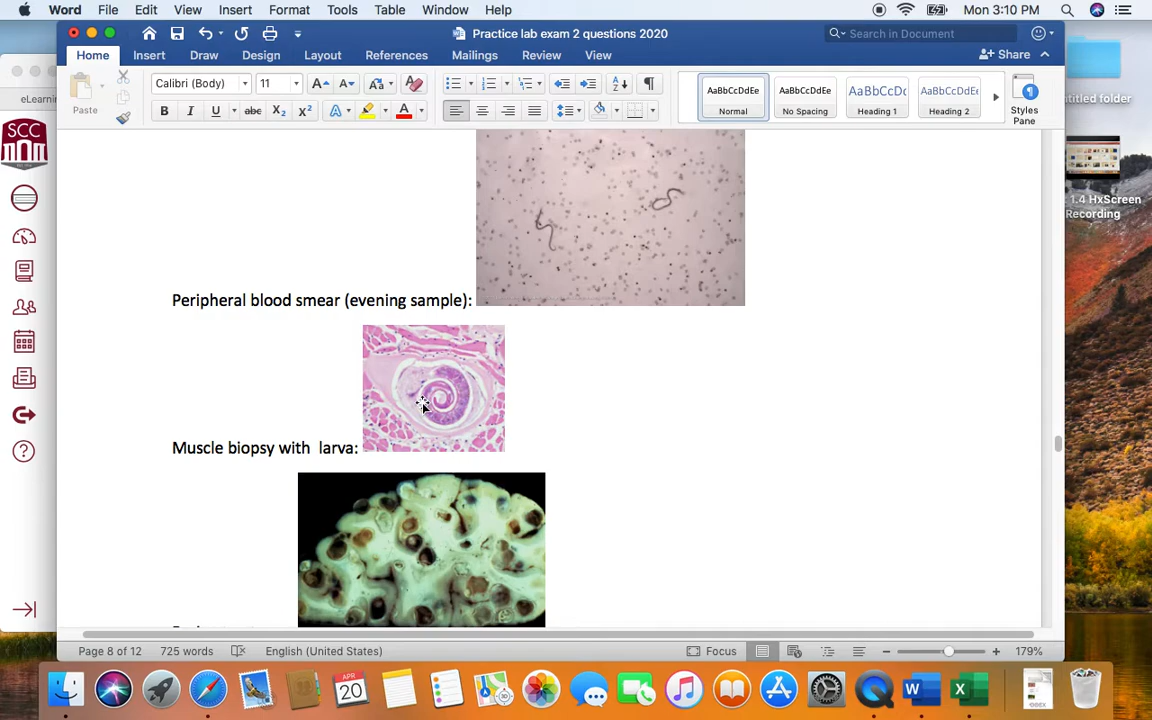 Word File Edit View Insert Format Tools Table Window Help Mon 3:10 PM
Practice lab exam 2 questions 2020
Search in Document
Home Insert Draw Design Layout References Mailings Review View
Share
Paste
Calibri (Body) 11
AaBbCcDdEe AaBbCcDdEe AaBbCcDc AaBbCcDdEe
Normal No Spacing Heading 1 Heading 2
Styles
Pane
eLearnin
SCC
titled folder
1.4 HxScreen
Recording
Peripheral blood smear (evening sample):
Muscle biopsy with larva:
Page 8 of 12 725 words English (United States) Focus 179%
APR
20